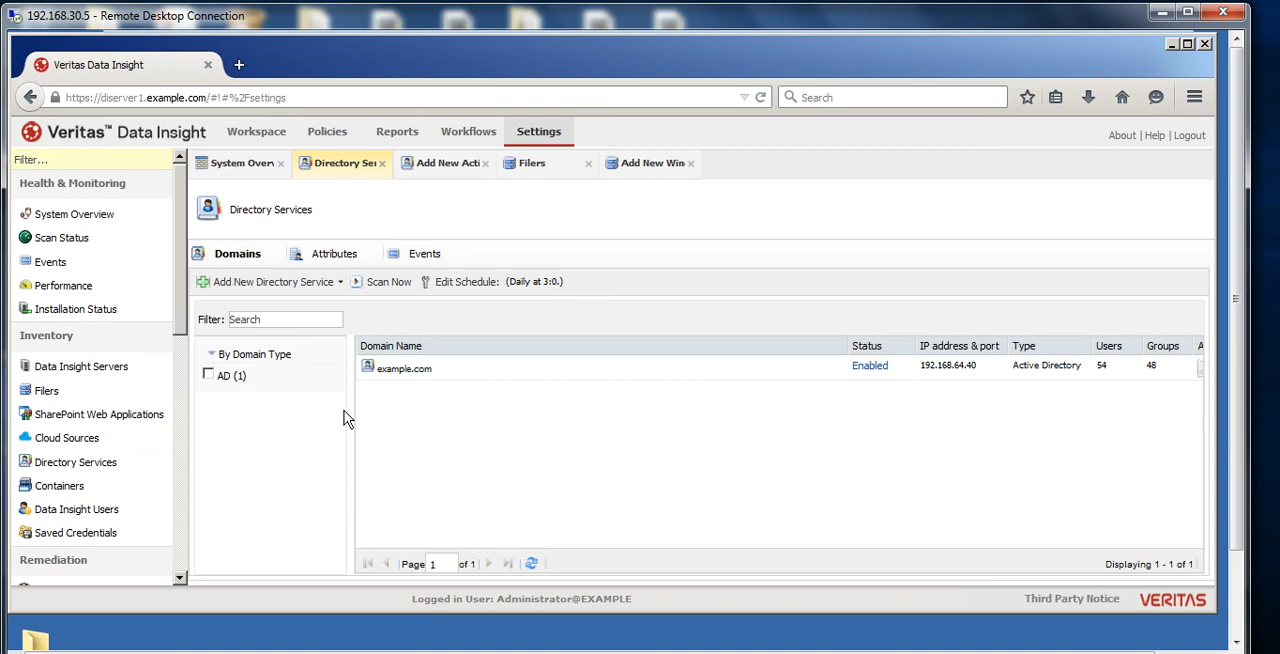 192.168.30.5 - Remote Desktop Connection
Veritas Data Insight
https://diserver1.example.com/#!#%2Fsettings
Search
Veritas™ Data Insight
Workspace
Policies
Reports
Workflows
Settings
About | Help | Logout
Filter...
System Over
Directory Ser
Add New Acti
Filers
Add New Win
Health & Monitoring
System Overview
Scan Status
Events
Performance
Installation Status
Inventory
Data Insight Servers
Filers
SharePoint Web Applications
Cloud Sources
Directory Services
Containers
Data Insight Users
Saved Credentials
Remediation
Directory Services
Domains
Attributes
Events
Add New Directory Service
Scan Now
Edit Schedule: (Daily at 3:0.)
Filter: Search
By Domain Type
AD (1)
Domain Name Status IP address & port Type Users Groups A
example.com Enabled 192.168.64.40 Active Directory 54 48
Page 1 of 1
Displaying 1 - 1 of 1
Logged in User: Administrator@EXAMPLE
Third Party Notice
VERITAS